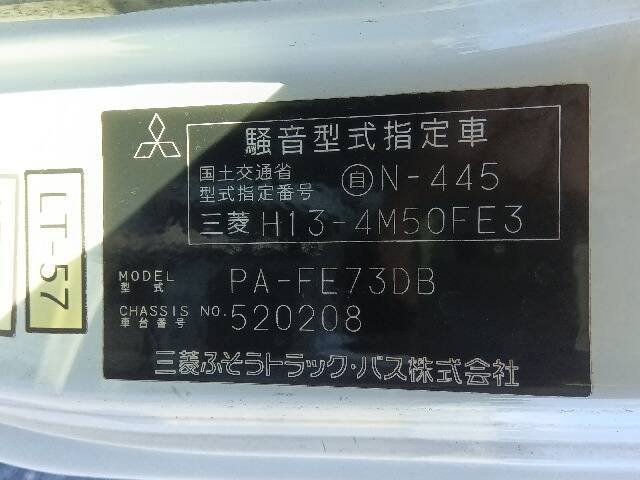 騒音型式指定車
国土交通省
型式指定番号 自N-445
三菱 H13-4M50FE3
MODEL
型式 PA-FE73DB
CHASSIS NO.
車台番号 520208
三菱ふそうトラック・バス株式会社
LT-57